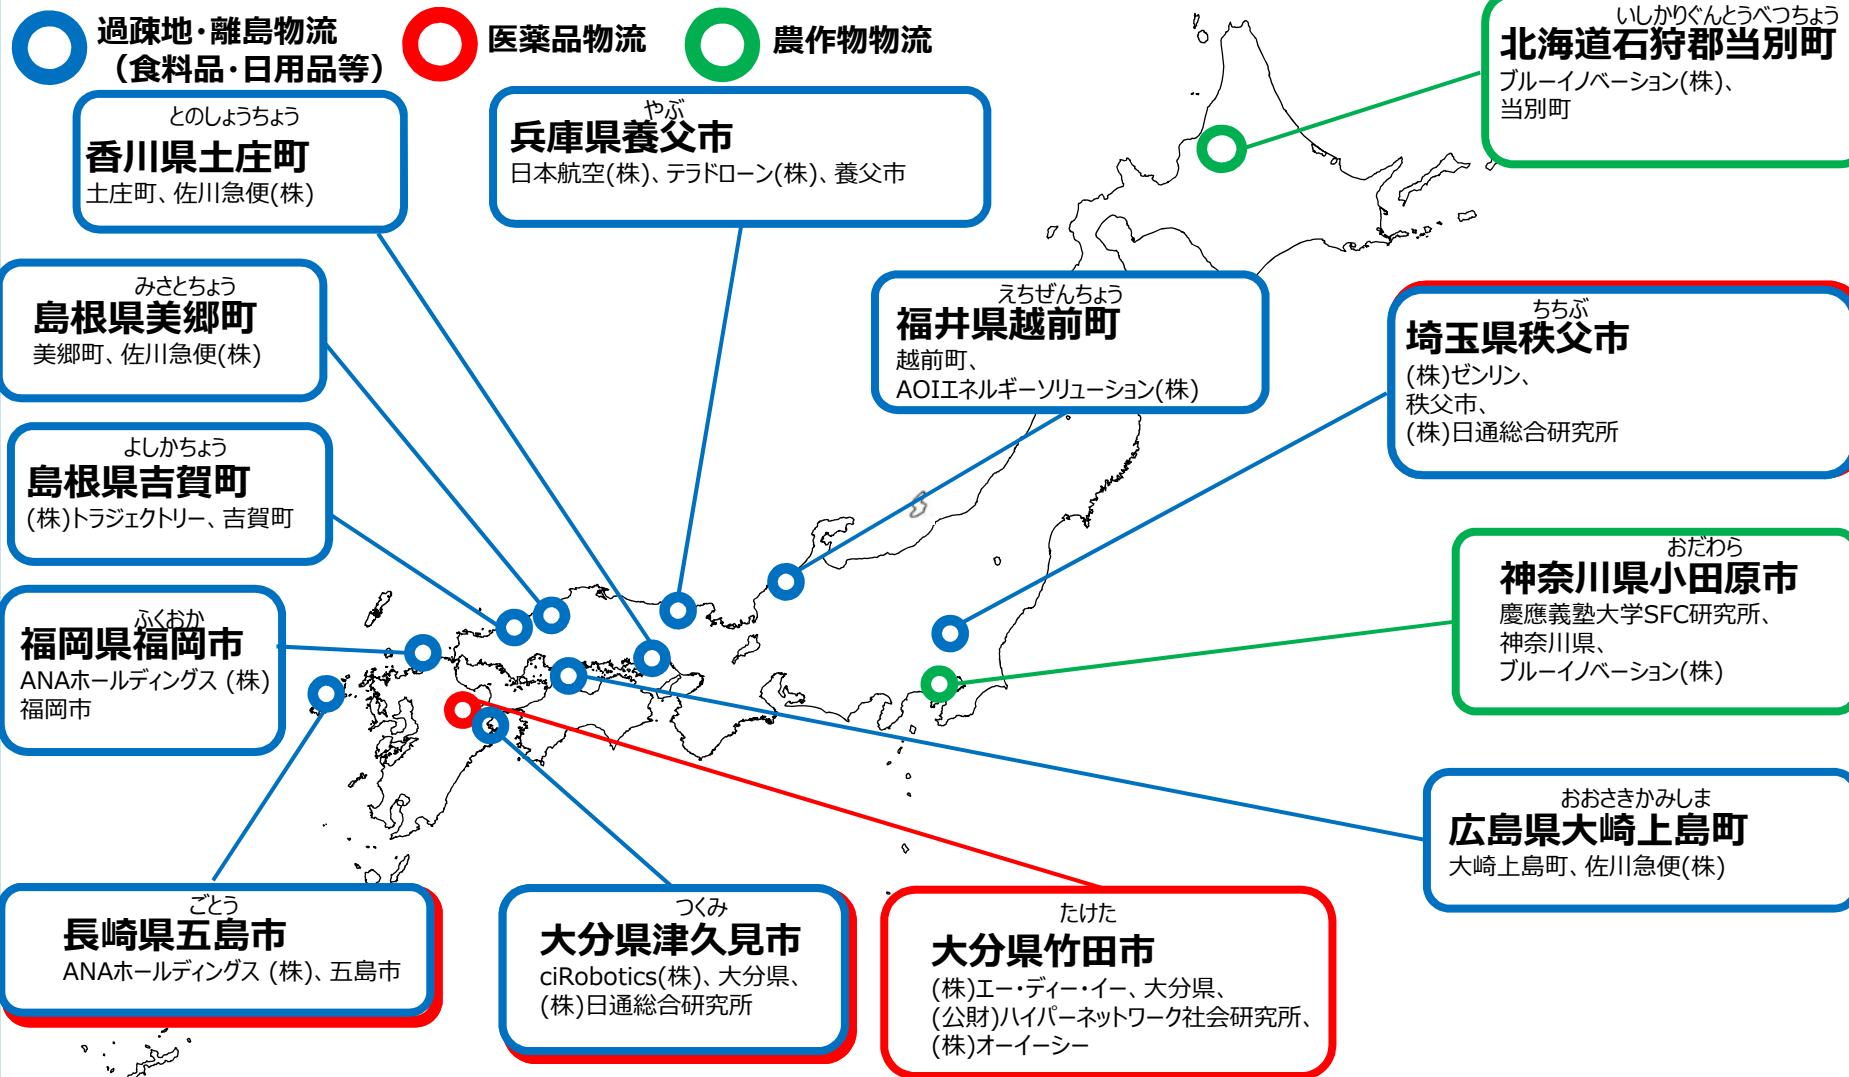 過疎地・離島物流
（食料品・日用品等）
医薬品物流
農作物物流
いしかりぐんとうべつちょう
北海道石狩郡当別町
ブルーイノベーション(株)、
当別町
とのしょうちょう
香川県土庄町
土庄町、佐川急便(株)
やぶ
兵庫県養父市
日本航空(株)、テラドローン(株)、養父市
みさとちょう
島根県美郷町
美郷町、佐川急便(株)
えちぜんちょう
福井県越前町
越前町、
AOIエネルギーソリューション(株)
ちちぶ
埼玉県秩父市
(株)ゼンリン、
秩父市、
(株)日通総合研究所
よしかちょう
島根県吉賀町
(株)トラジェクトリー、吉賀町
ふくおか
福岡県福岡市
ANAホールディングス (株)
福岡市
おだわら
神奈川県小田原市
慶應義塾大学SFC研究所、
神奈川県、
ブルーイノベーション(株)
おおさきかみしま
広島県大崎上島町
大崎上島町、佐川急便(株)
ごとう
長崎県五島市
ANAホールディングス (株)、五島市
つくみ
大分県津久見市
ciRobotics(株)、大分県、
(株)日通総合研究所
たけた
大分県竹田市
(株)エー・ディー・イー、大分県、
(公財)ハイパーネットワーク社会研究所、
(株)オーイーシー